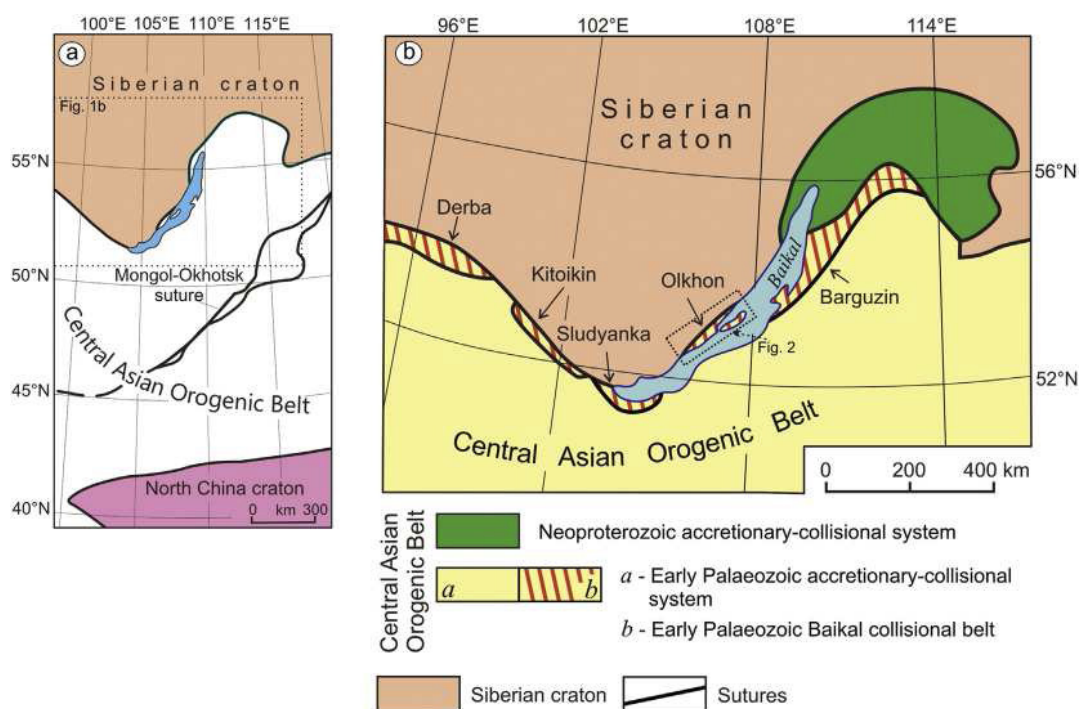 100°E 105°E 110°E 115°E
a
Siberian craton
Fig. 1b
55°N
50°N
Mongol-Okhotsk
suture
Central Asian Orogenic Belt
45°N
North China craton
0 km 300
40°N
96°E 102°E 108°E 114°E
b
Siberian
craton
56°N
Derba
Kitoikin
Olkhon
Baikal
Barguzin
Sludyanka
Fig. 2
52°N
Central Asian Orogenic Belt
0 200 400 km
Central Asian
Orogenic Belt
Neoproterozoic accretionary-collisional system
a b
a - Early Palaeozoic accretionary-collisional
system
b - Early Palaeozoic Baikal collisional belt
Siberian craton
Sutures